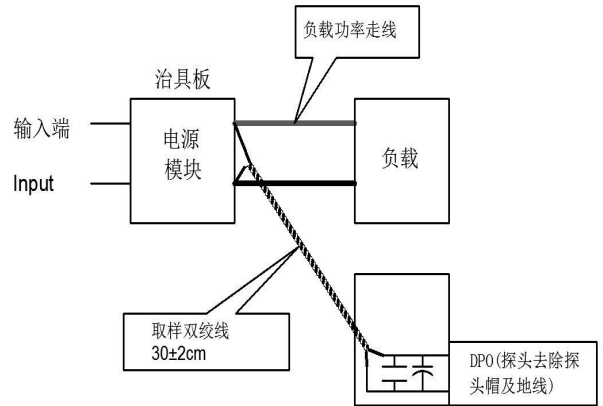 负载功率走线
治具板
输入端
电源
模块
负载
Input
取样双绞线
30±2cm
DPO(探头去除探
头帽及地线)